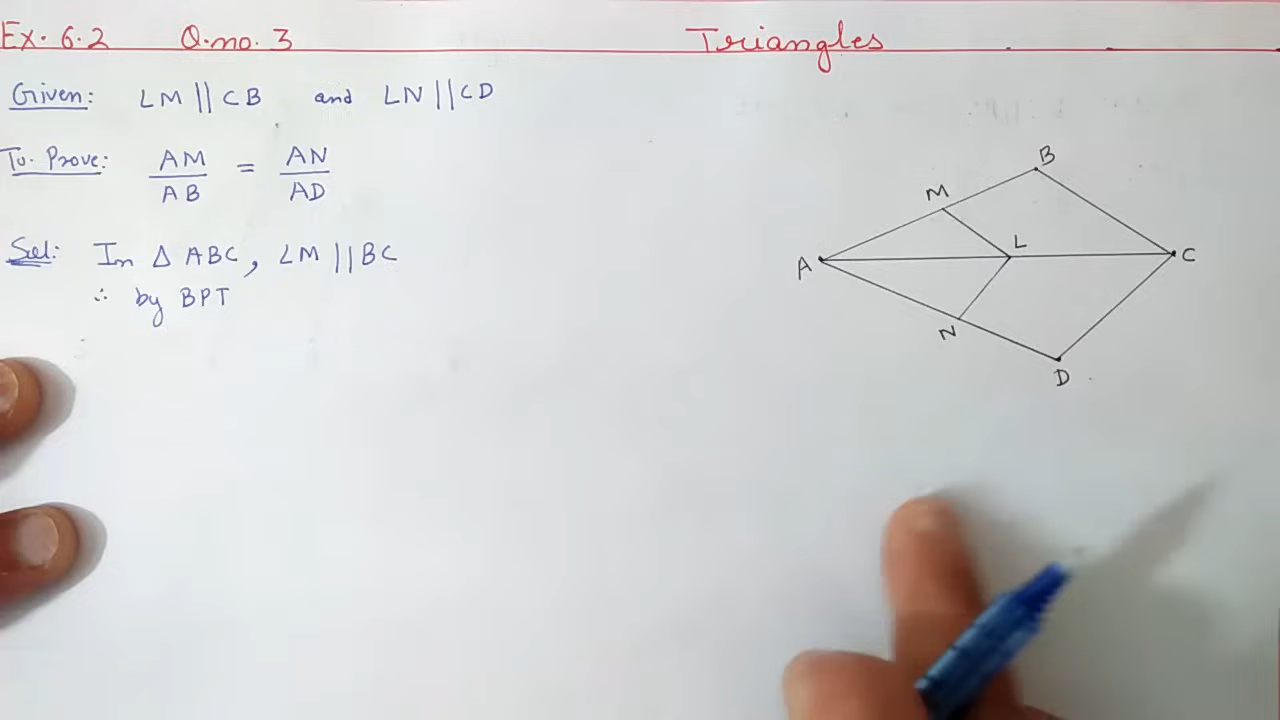 Ex. 6.2 Q.no. 3 Triangles
Given: LM || CB and LN || CD
To Prove: AM/AB = AN/AD
Sol: In Δ ABC, LM || BC
∴ by BPT
B
M
L
A
C
N
D